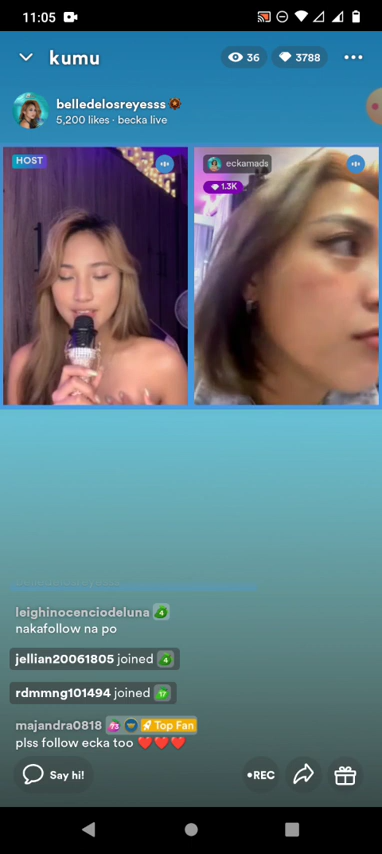 11:05
kumu
36
3788
belledelosreyesss
5,200 likes · becka live
HOST
eckamads
1.3K
leighinocenciodeluna 4
nakafollow na po
jellian20061805 joined 4
rdmmng101494 joined 17
majandra0818 73 Top Fan
plss follow ecka too ❤️❤️❤️
Say hi!
•REC